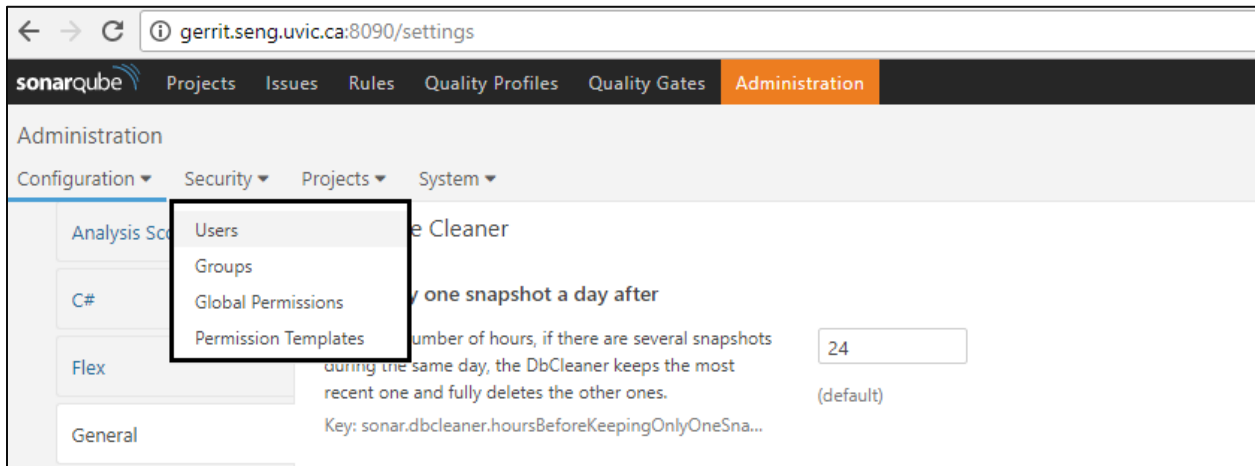 gerrit.seng.uvic.ca:8090/settings
sonarqube Projects Issues Rules Quality Profiles Quality Gates Administration
Administration
Configuration Security Projects System
Analysis Sco
Users
Groups
Global Permissions
Permission Templates
e Cleaner
C#
y one snapshot a day after
umber of hours, if there are several snapshots
during the same day, the DbCleaner keeps the most
recent one and fully deletes the other ones.
Key: sonar.dbcleaner.hoursBeforeKeepingOnlyOneSna...
24
(default)
Flex
General